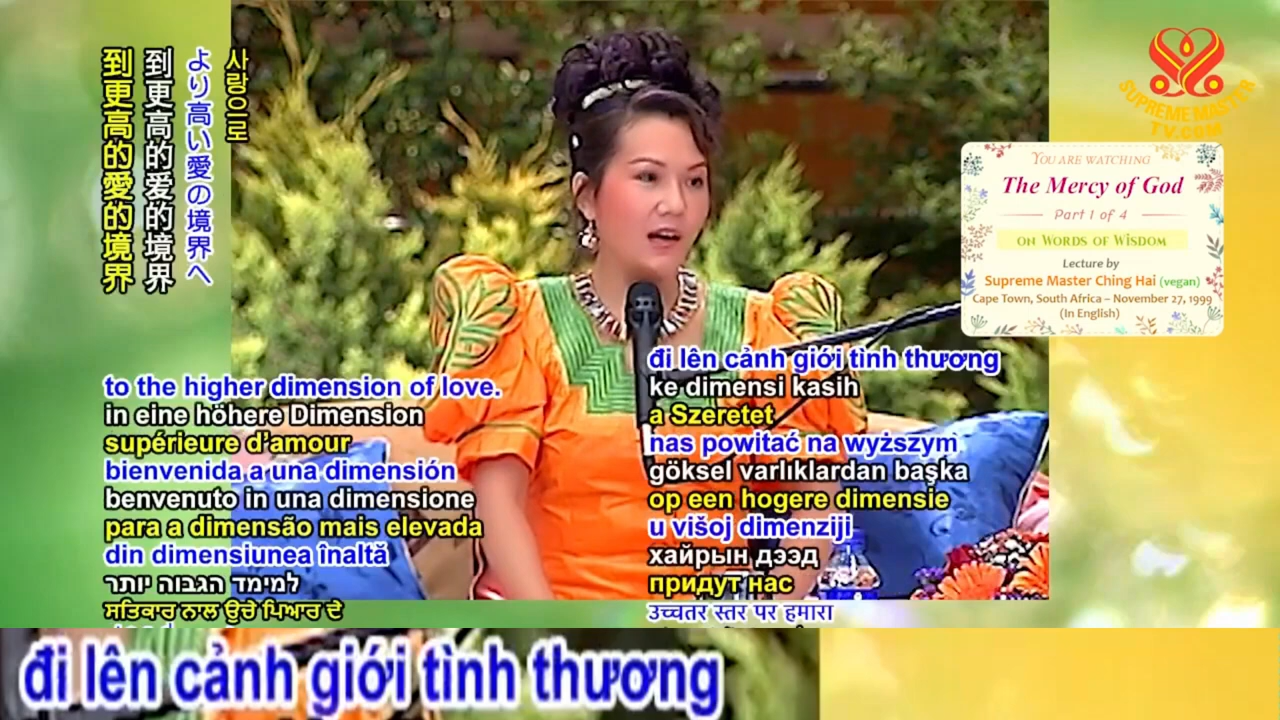 사랑으로
より高い愛の境界へ
到更高的爱的境界
到更高的愛的境界
SUPREME MASTER
TV.COM
YOU ARE WATCHING
The Mercy of God
Part 1 of 4
ON WORDS OF WISDOM
Lecture by
Supreme Master Ching Hai (vegan)
Cape Town, South Africa – November 27, 1999
(In English)
to the higher dimension of love.
in eine höhere Dimension
supérieure d’amour
bienvenida a una dimensión
benvenuto in una dimensione
para a dimensão mais elevada
din dimensiunea înaltă
למימד הגבוה יותר
ਸਤਿਕਾਰ ਨਾਲ ਉਚੇ ਪਿਆਰ ਦੇ
đi lên cảnh giới tình thương
ke dimensi kasih
a Szeretet
nas powitać na wyższym
göksel varlıklardan başka
op een hogere dimensie
u višoj dimenziji
хайрын дээд
придут нас
उच्चतर स्तर पर हमारा
đi lên cảnh giới tình thương